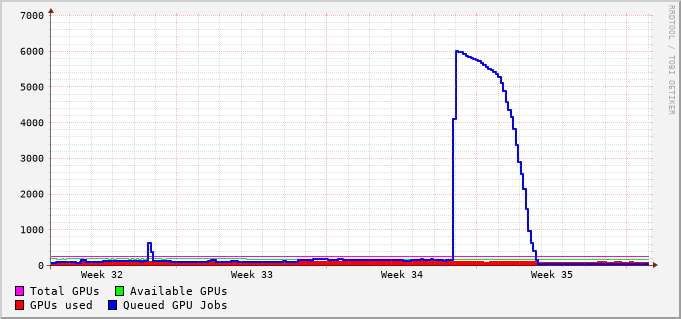 7000
6000
5000
4000
3000
2000
1000
0
Week 32 Week 33 Week 34 Week 35
Total GPUs Available GPUs
GPUs used Queued GPU Jobs
RRDTOOL / TOBI OETIKER